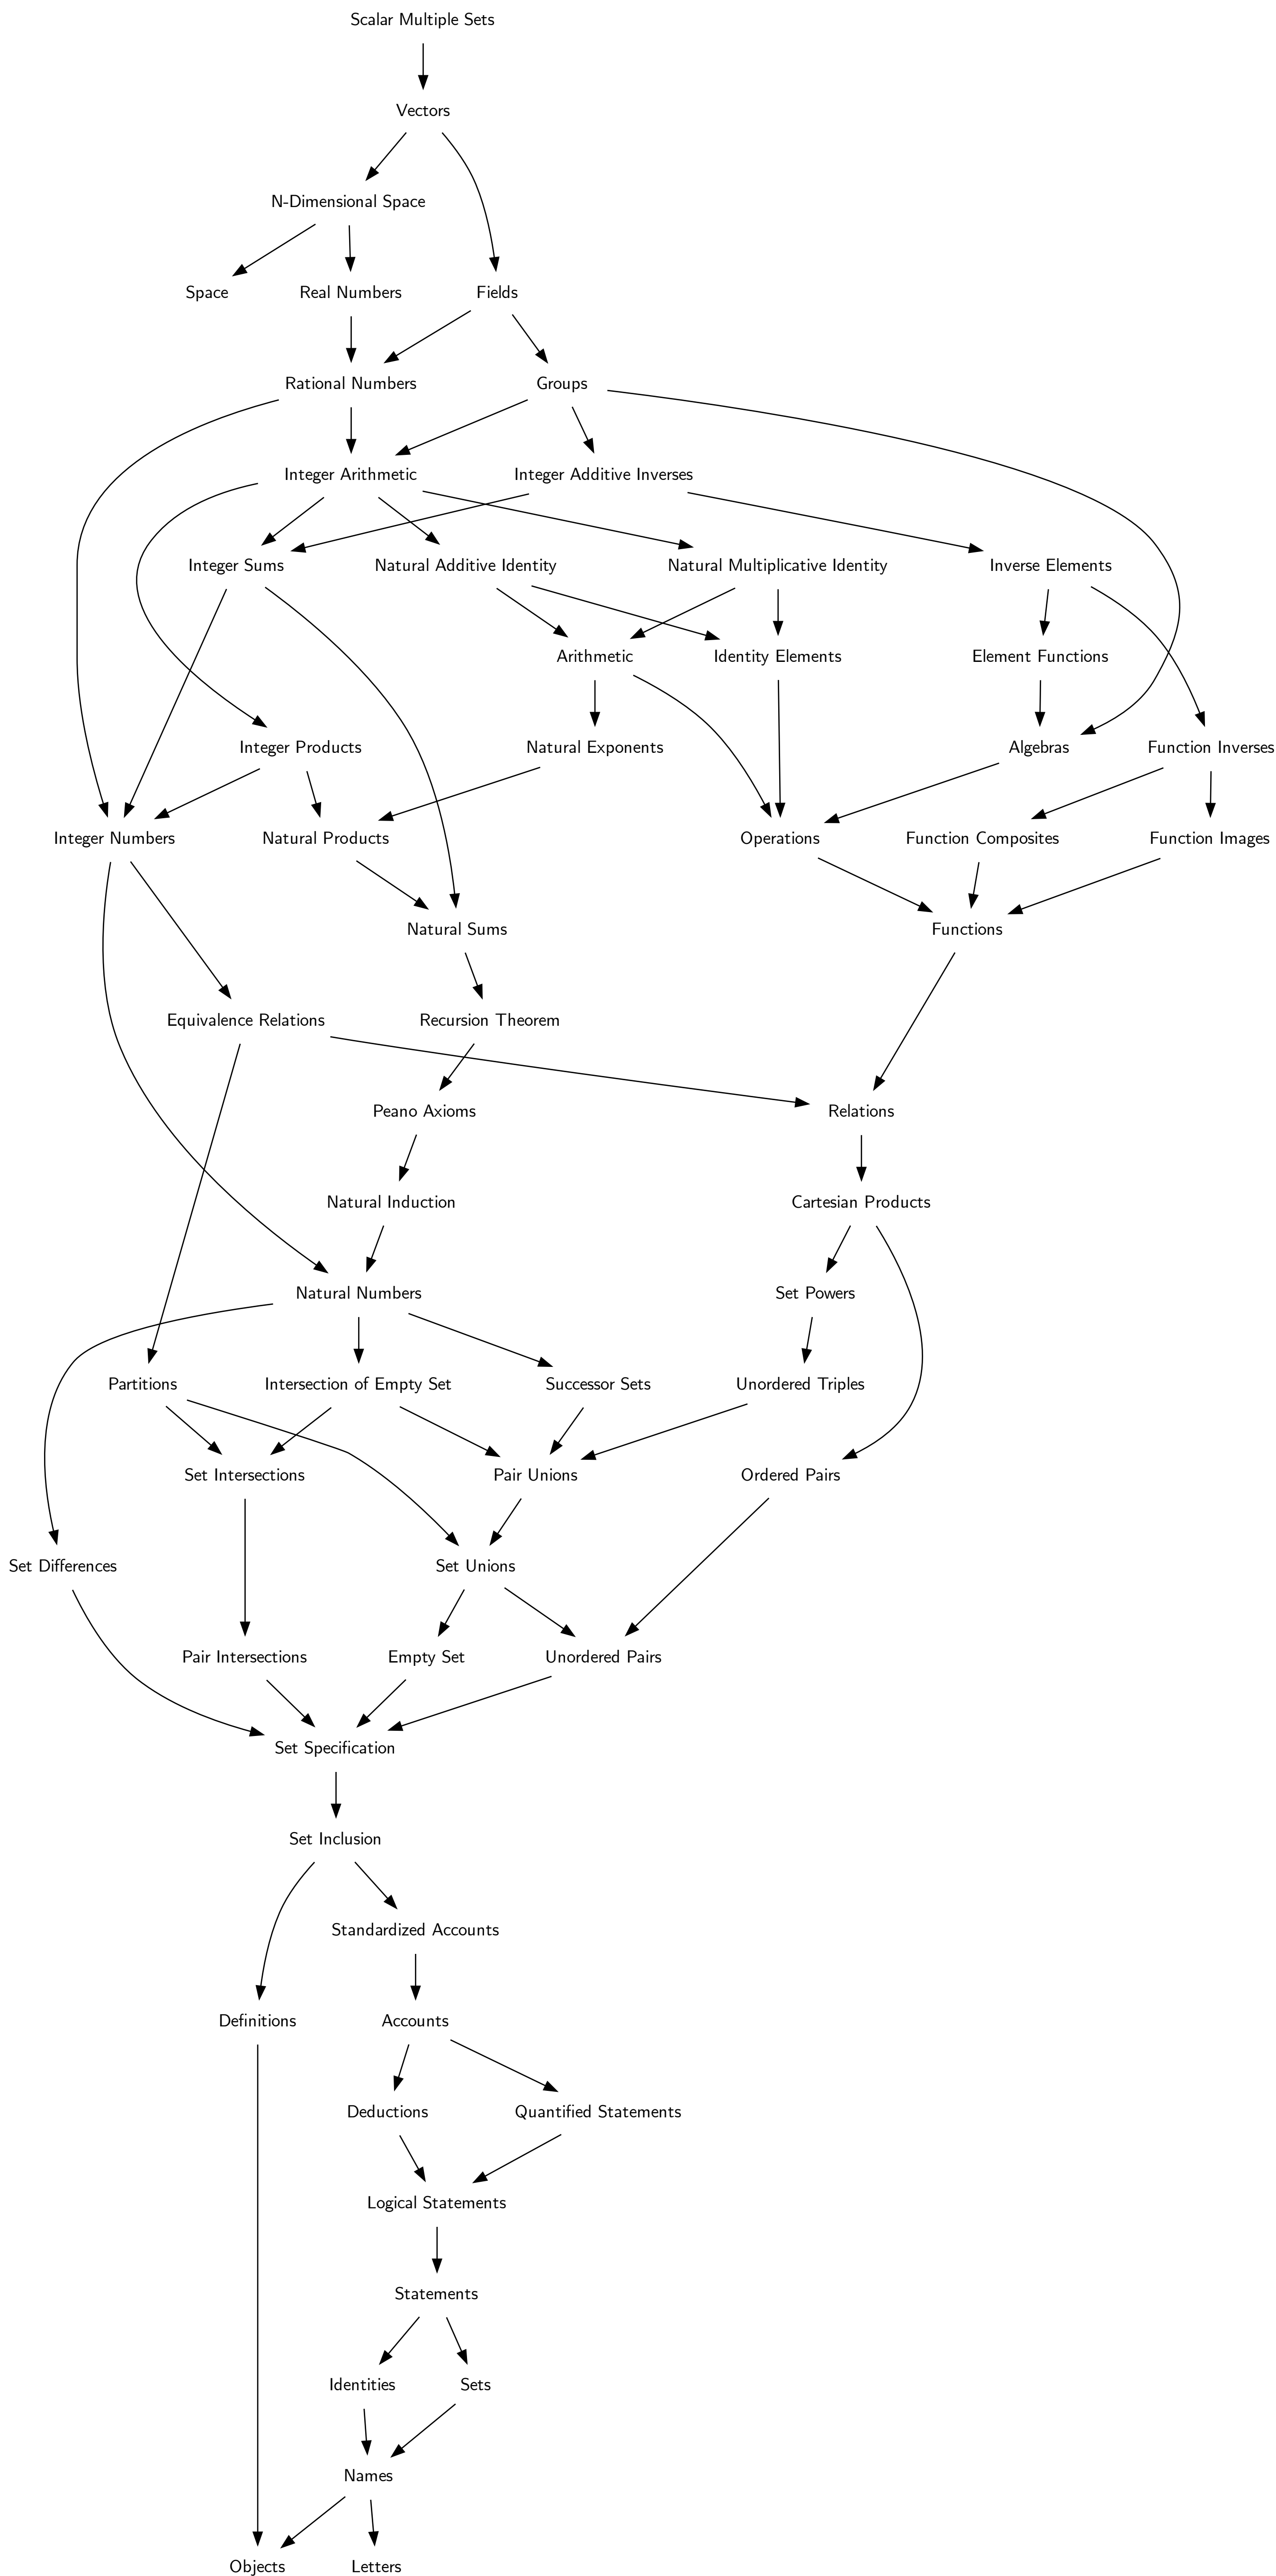 Scalar Multiple Sets
Vectors
N-Dimensional Space
Space
Real Numbers
Fields
Rational Numbers
Groups
Integer Arithmetic
Integer Additive Inverses
Integer Sums
Natural Additive Identity
Natural Multiplicative Identity
Inverse Elements
Arithmetic
Identity Elements
Element Functions
Integer Products
Natural Exponents
Algebras
Function Inverses
Integer Numbers
Natural Products
Operations
Function Composites
Function Images
Natural Sums
Functions
Equivalence Relations
Recursion Theorem
Peano Axioms
Relations
Natural Induction
Cartesian Products
Natural Numbers
Set Powers
Partitions
Intersection of Empty Set
Successor Sets
Unordered Triples
Set Intersections
Pair Unions
Ordered Pairs
Set Differences
Set Unions
Pair Intersections
Empty Set
Unordered Pairs
Set Specification
Set Inclusion
Standardized Accounts
Definitions
Accounts
Deductions
Quantified Statements
Logical Statements
Statements
Identities
Sets
Names
Objects
Letters